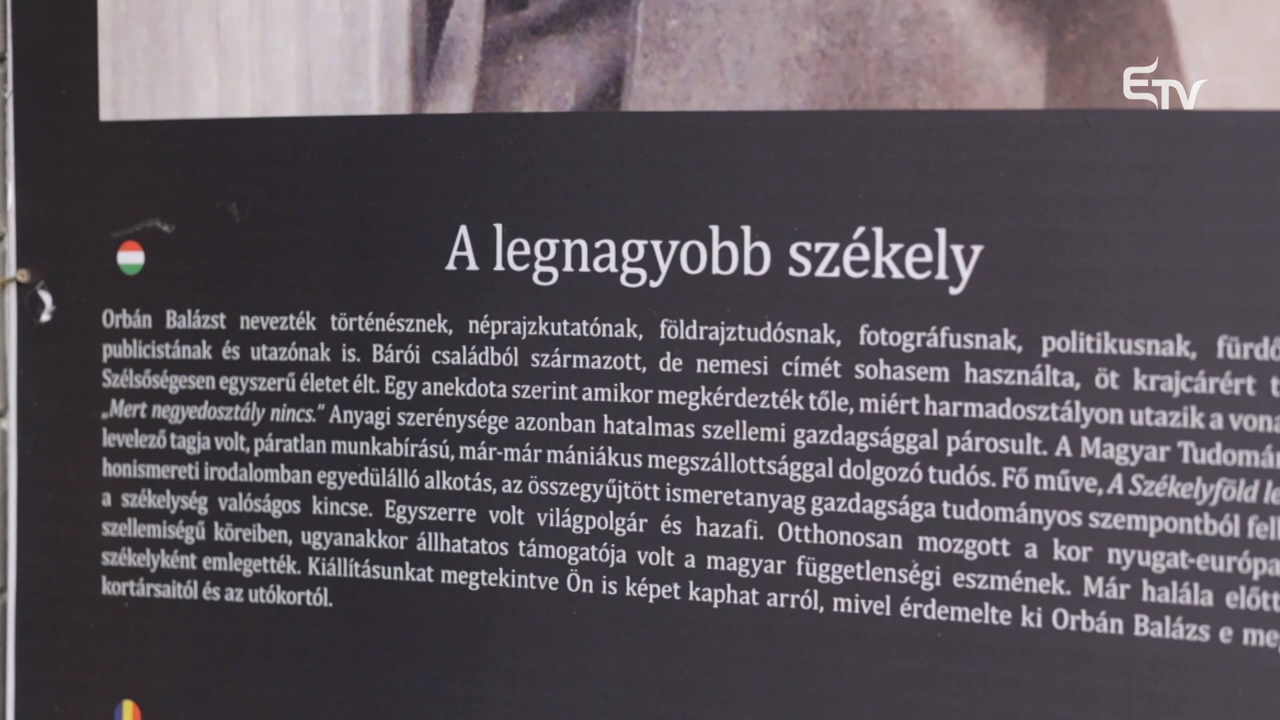 ETV
A legnagyobb székely
Orbán Balázst nevezték történésznek, néprajzkutatónak, földrajztudósnak, fotográfusnak, politikusnak,
publicistának és utazónak is. Bárói családból származott, de nemesi címét sohasem használta, öt krajcárért
Szélsőségesen egyszerű életet élt. Egy anekdota szerint amikor megkérdezték tőle, miért harmadosztályon utazik a
„Mert negyedosztály nincs.” Anyagi szerénysége azonban hatalmas szellemi gazdagsággal párosult. A Magyar
levelező tagja volt, páratlan munkabírású, már-már mániákus megszállottsággal dolgozó tudós. Fő műve, A Székelyföld
honismereti irodalomban egyedülálló alkotás, az összegyűjtött ismeretanyag gazdagsága tudományos szempontból
a székelység valóságos kincse. Egyszerre volt világpolgár és hazafi. Otthonosan mozgott a kor
szellemiségű köreiben, ugyanakkor állhatatos támogatója volt a magyar függetlenségi eszmének. Már halála előtt
székelyként emlegették. Kiállításunkat megtekintve Ön is képet kaphat arról, mivel érdemelte ki Orbán Balázs e
kortársaitól és az utókortól.